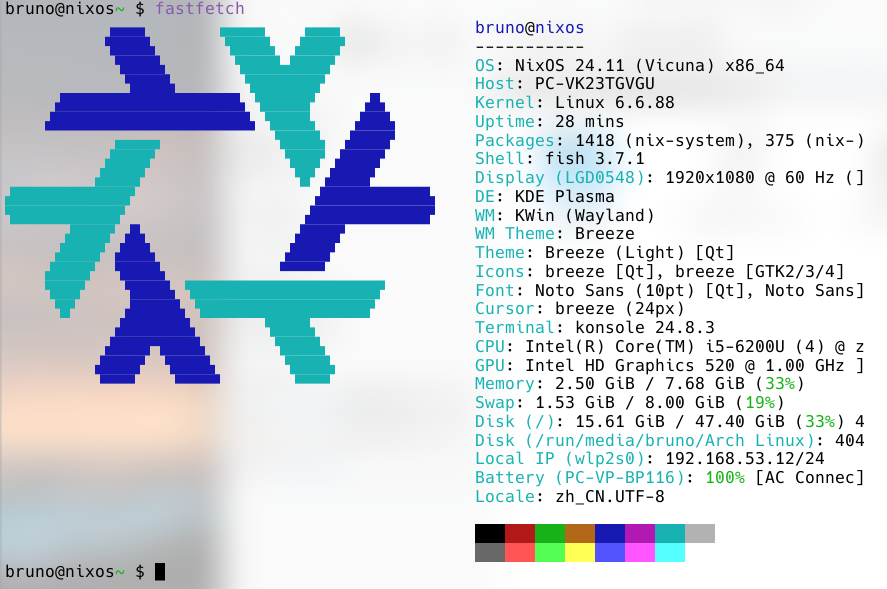 bruno@nixos~ $ fastfetch
bruno@nixos
-----------
OS: NixOS 24.11 (Vicuna) x86_64
Host: PC-VK23TGVGU
Kernel: Linux 6.6.88
Uptime: 28 mins
Packages: 1418 (nix-system), 375 (nix-)
Shell: fish 3.7.1
Display (LGD0548): 1920x1080 @ 60 Hz (]
DE: KDE Plasma
WM: KWin (Wayland)
WM Theme: Breeze
Theme: Breeze (Light) [Qt]
Icons: breeze [Qt], breeze [GTK2/3/4]
Font: Noto Sans (10pt) [Qt], Noto Sans]
Cursor: breeze (24px)
Terminal: konsole 24.8.3
CPU: Intel(R) Core(TM) i5-6200U (4) @ z
GPU: Intel HD Graphics 520 @ 1.00 GHz ]
Memory: 2.50 GiB / 7.68 GiB (33%)
Swap: 1.53 GiB / 8.00 GiB (19%)
Disk (/): 15.61 GiB / 47.40 GiB (33%) 4
Disk (/run/media/bruno/Arch Linux): 404
Local IP (wlp2s0): 192.168.53.12/24
Battery (PC-VP-BP116): 100% [AC Connec]
Locale: zh_CN.UTF-8
bruno@nixos~ $